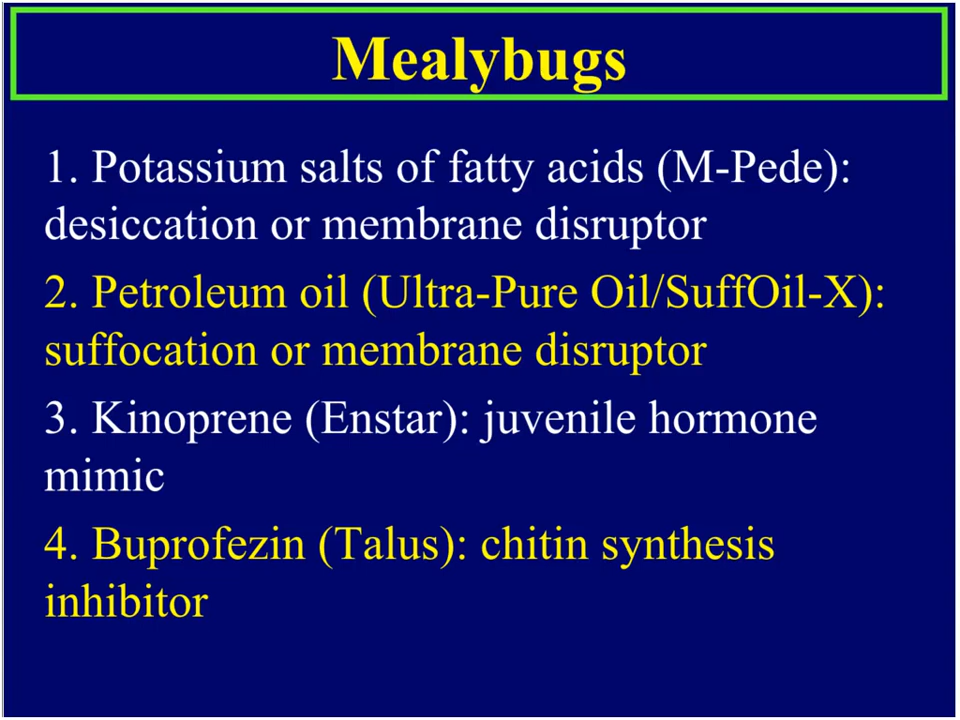 Mealybugs
1. Potassium salts of fatty acids (M-Pede):
desiccation or membrane disruptor
2. Petroleum oil (Ultra-Pure Oil/SuffOil-X):
suffocation or membrane disruptor
3. Kinoprene (Enstar): juvenile hormone
mimic
4. Buprofezin (Talus): chitin synthesis
inhibitor